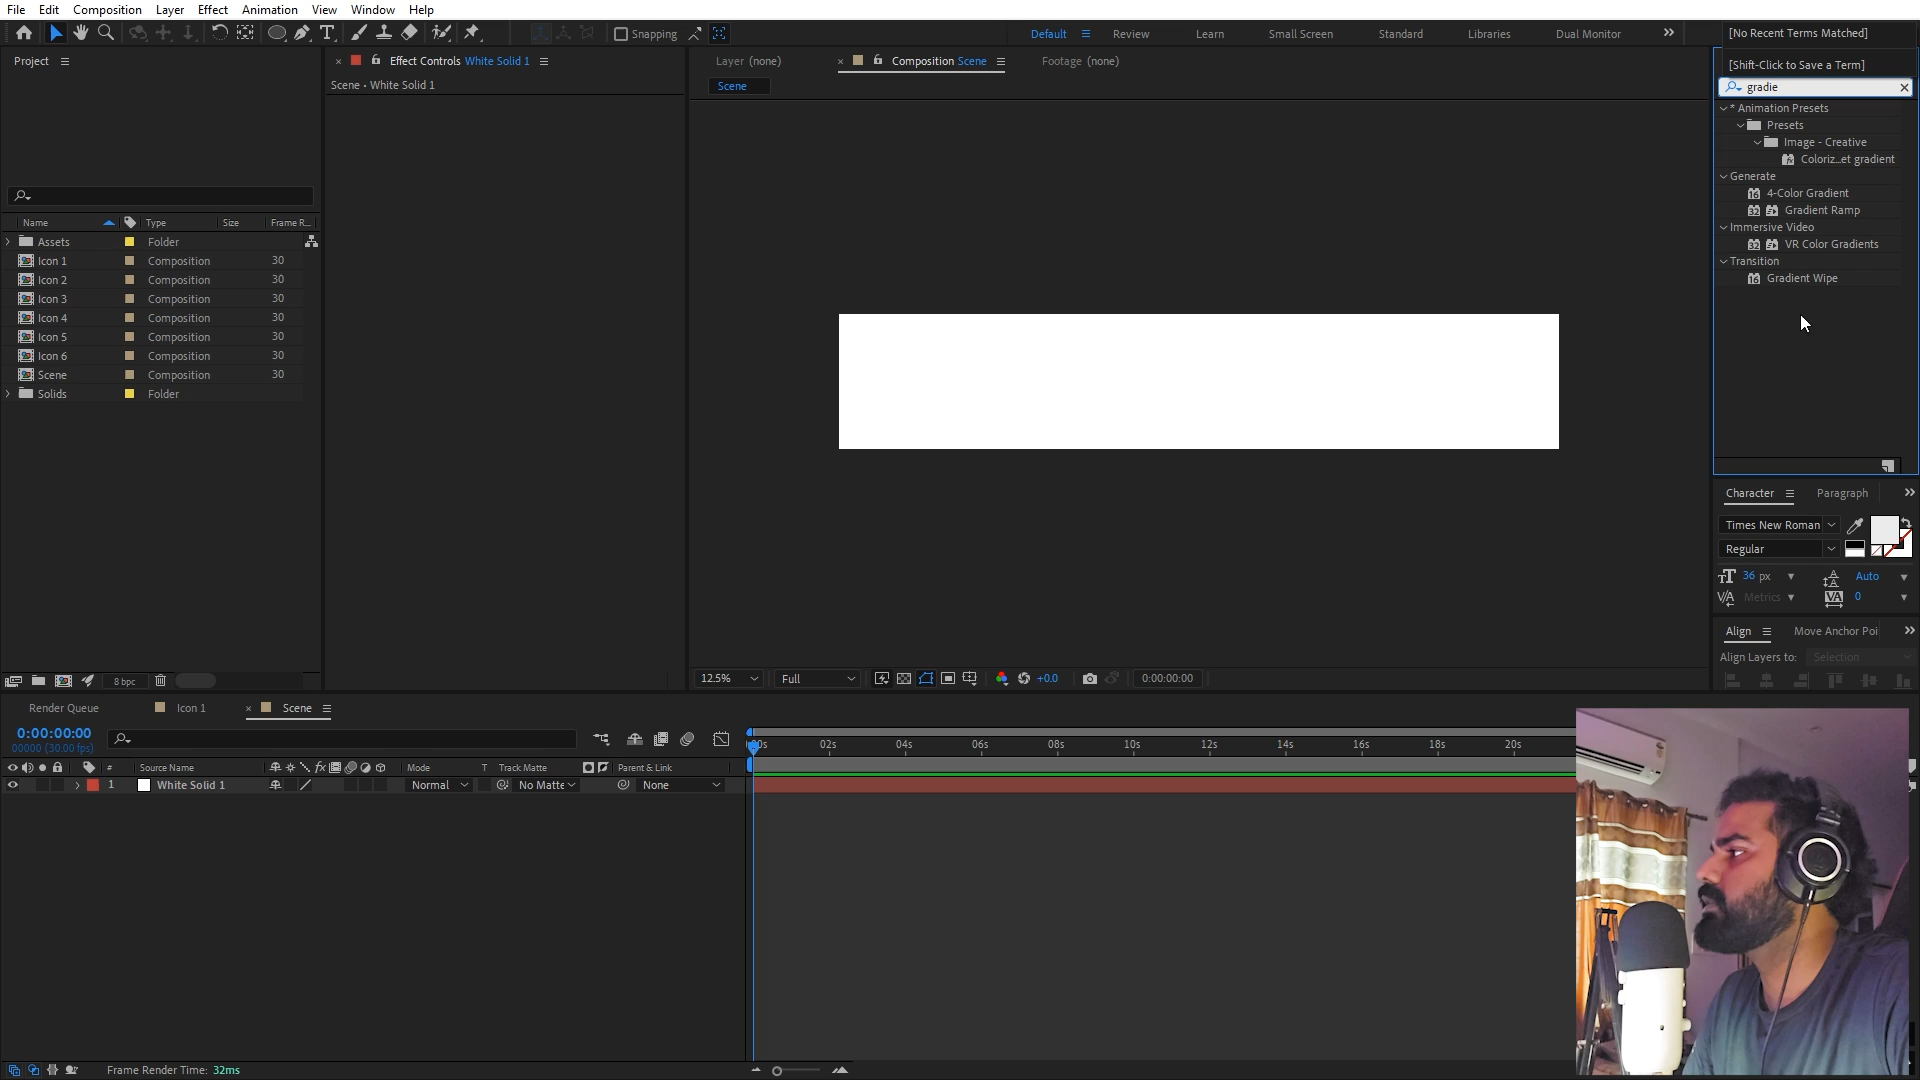 File Edit Composition Layer Effect Animation View Window Help
Snapping
Default Review Learn Small Screen Standard Libraries Dual Monitor
[No Recent Terms Matched]
[Shift-Click to Save a Term]
gradie
Project
Effect Controls White Solid 1
Scene • White Solid 1
Layer (none) Composition Scene Footage (none)
Scene
* Animation Presets
Presets
Image - Creative
Coloriz...et gradient
Generate
4-Color Gradient
Gradient Ramp
Immersive Video
VR Color Gradients
Transition
Gradient Wipe
Name Type Size Frame R...
Assets Folder
Icon 1 Composition 30
Icon 2 Composition 30
Icon 3 Composition 30
Icon 4 Composition 30
Icon 5 Composition 30
Icon 6 Composition 30
Scene Composition 30
Solids Folder
8 bpc
12.5% Full +0.0 0:00:00:00
Character Paragraph
Times New Roman
Regular
36 px Auto
Metrics 0
Align Move Anchor Poi
Align Layers to: Selection
Render Queue Icon 1 Scene
0:00:00:00
00000 (30.00 fps)
00s 02s 04s 06s 08s 10s 12s 14s 16s 18s 20s
# Source Name Mode T Track Matte Parent & Link
1 White Solid 1 Normal No Matte None
Frame Render Time: 32ms